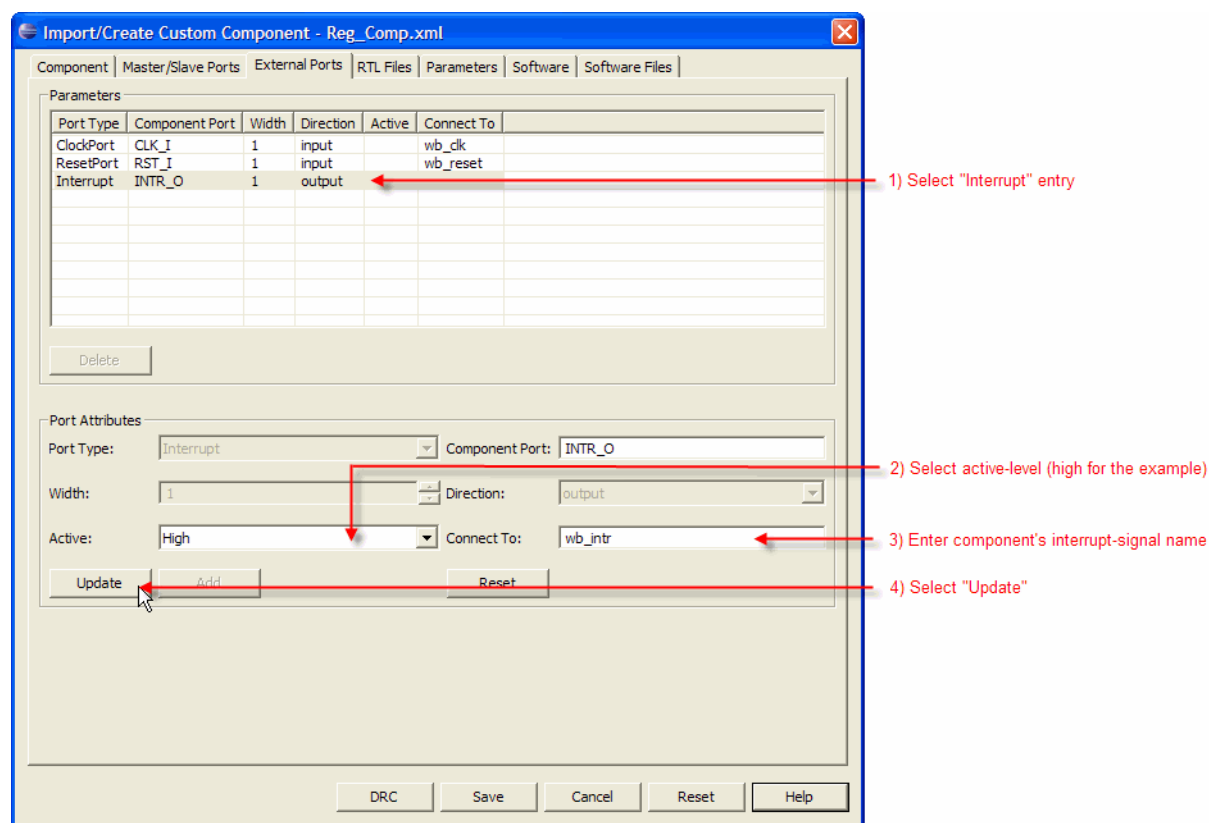 Import/Create Custom Component - Reg_Comp.xml
Component Master/Slave Ports External Ports RTL Files Parameters Software Software Files
Parameters
Port Type Component Port Width Direction Active Connect To
ClockPort CLK_I 1 input wb_clk
ResetPort RST_I 1 input wb_reset
Interrupt INTR_O 1 output
1) Select "Interrupt" entry
Delete
Port Attributes
Port Type: Interrupt Component Port: INTR_O
2) Select active-level (high for the example)
Width: 1 Direction: output
Active: High Connect To: wb_intr
3) Enter component's interrupt-signal name
Update Add Reset
4) Select "Update"
DRC Save Cancel Reset Help